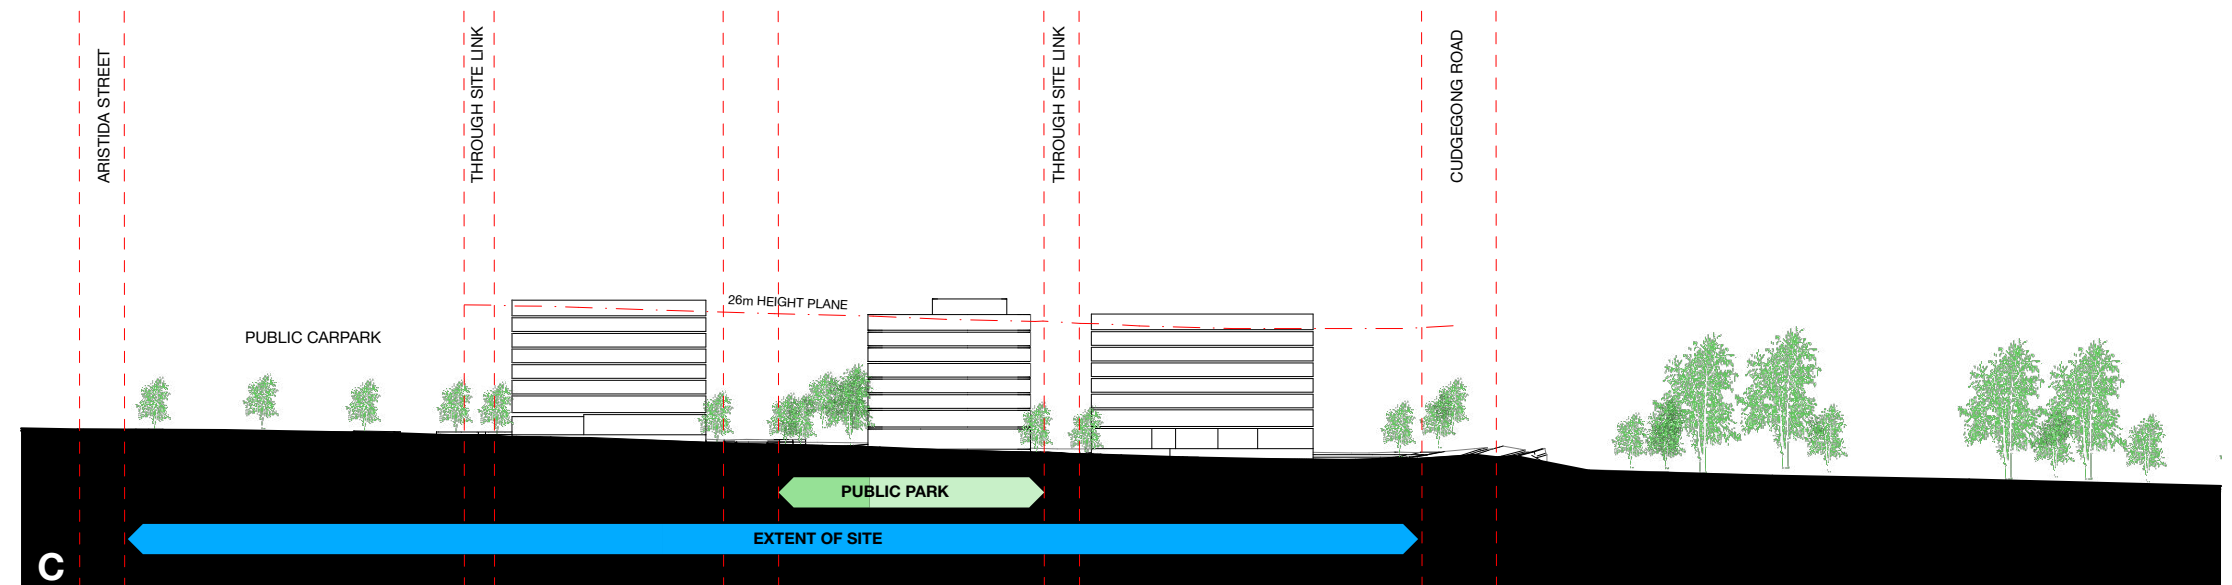 ARISTIDA STREET
THROUGH SITE LINK
THROUGH SITE LINK
CUDGEGONG ROAD
26m HEIGHT PLANE
PUBLIC CARPARK
PUBLIC PARK
EXTENT OF SITE
C